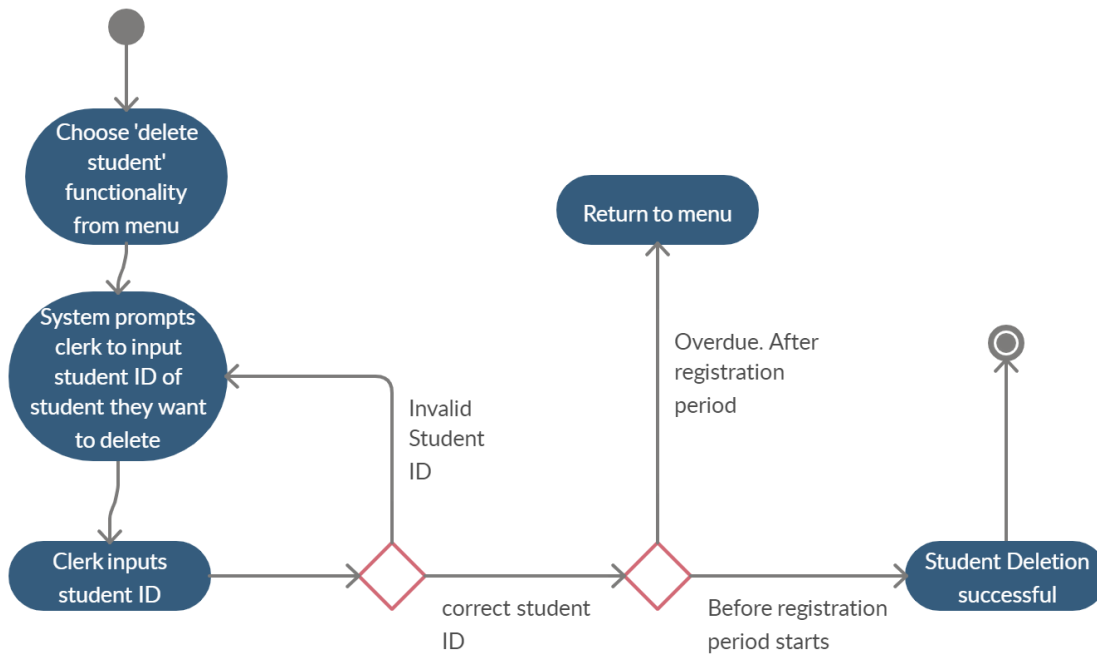 Choose 'delete
student'
functionality
from menu
System prompts
clerk to input
student ID of
student they want
to delete
Clerk inputs
student ID
Invalid
Student
ID
correct student
ID
Return to menu
Overdue. After
registration
period
Before registration
period starts
Student Deletion
successful